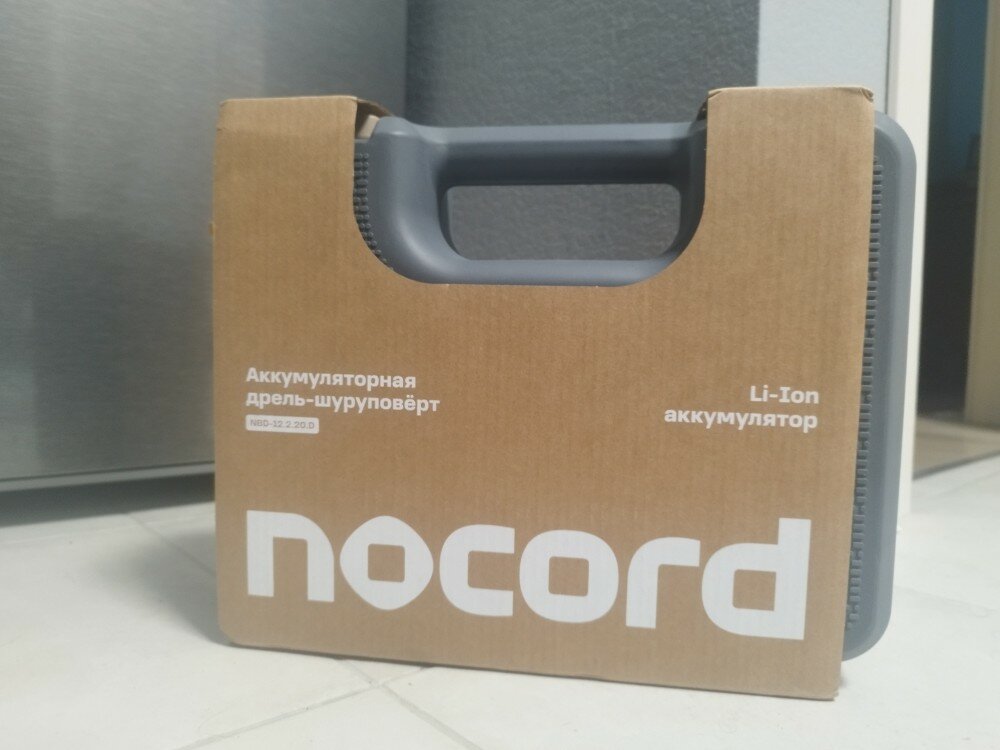 Аккумуляторная
дрель-шуруповёрт
NBD-12.2.20.D
Li-Ion
аккумулятор
nocord